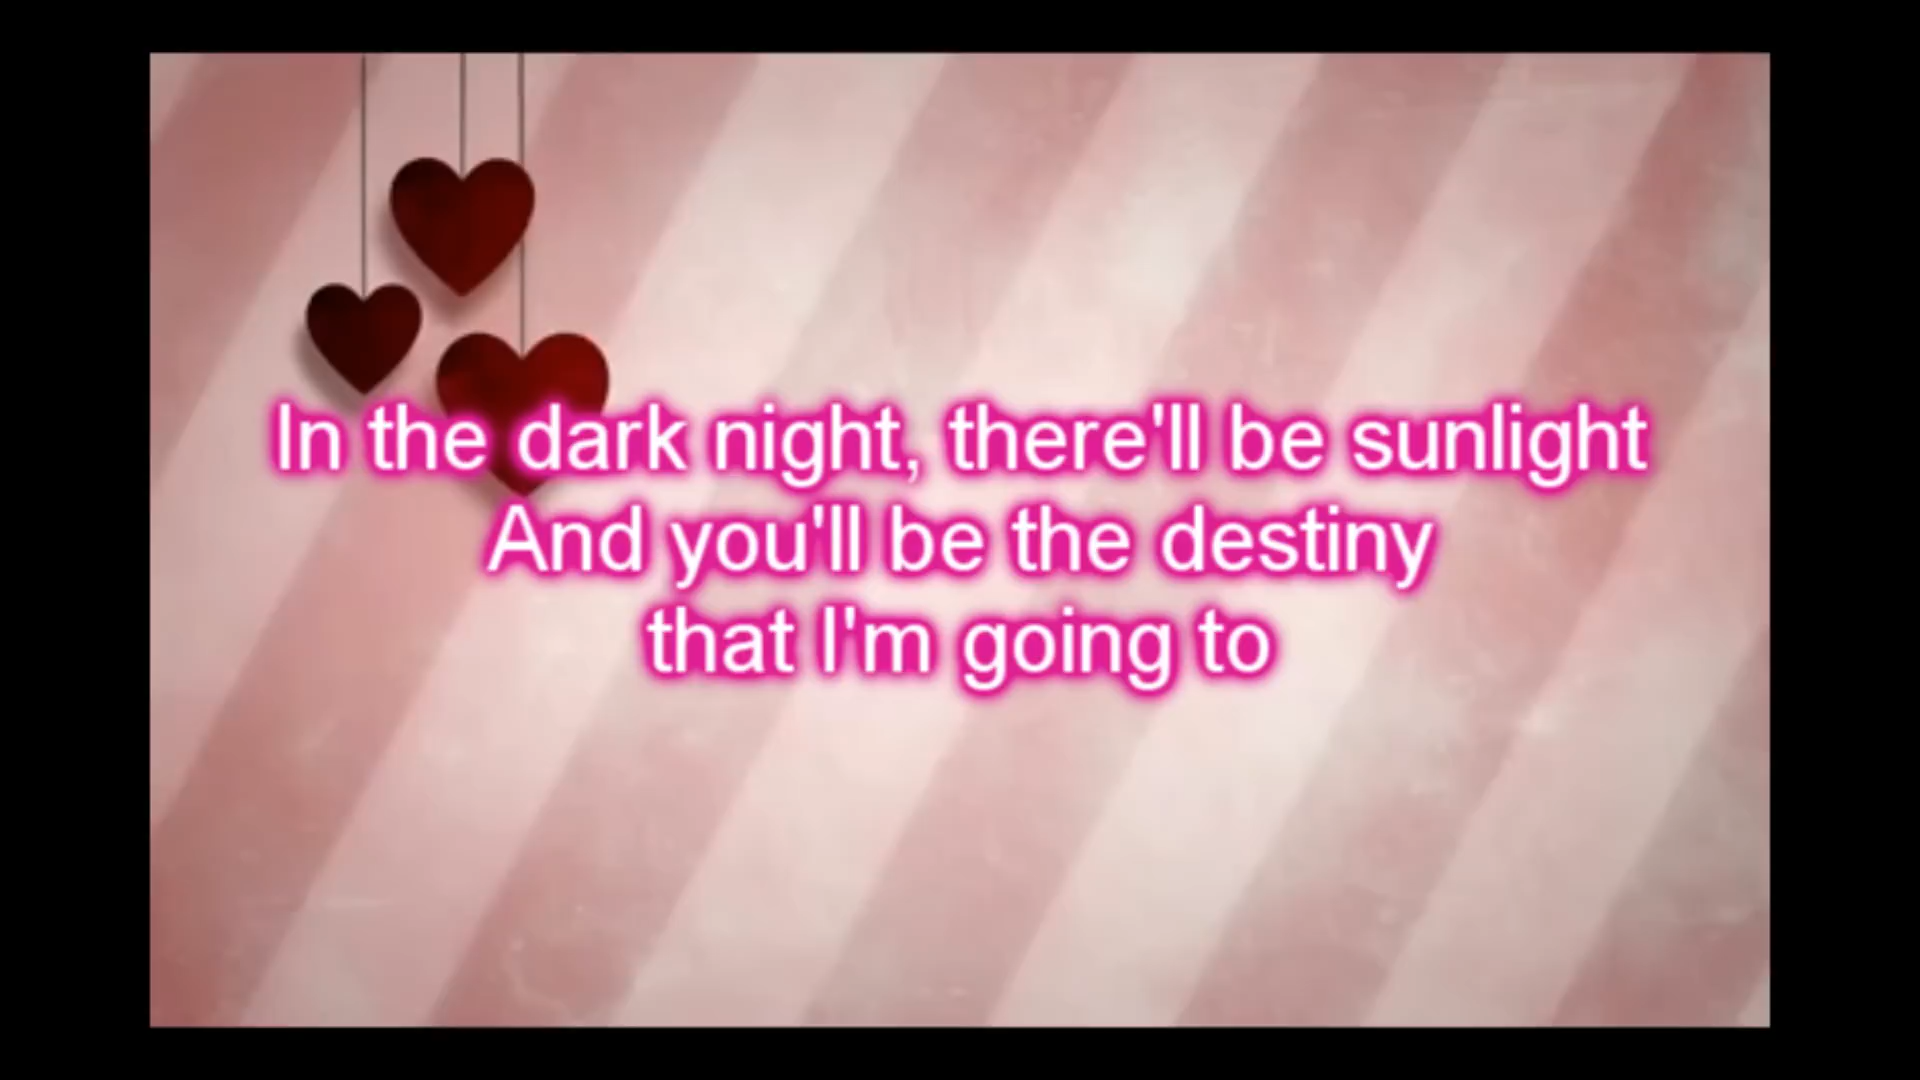 In the dark night, there'll be sunlight
And you'll be the destiny
that I'm going to